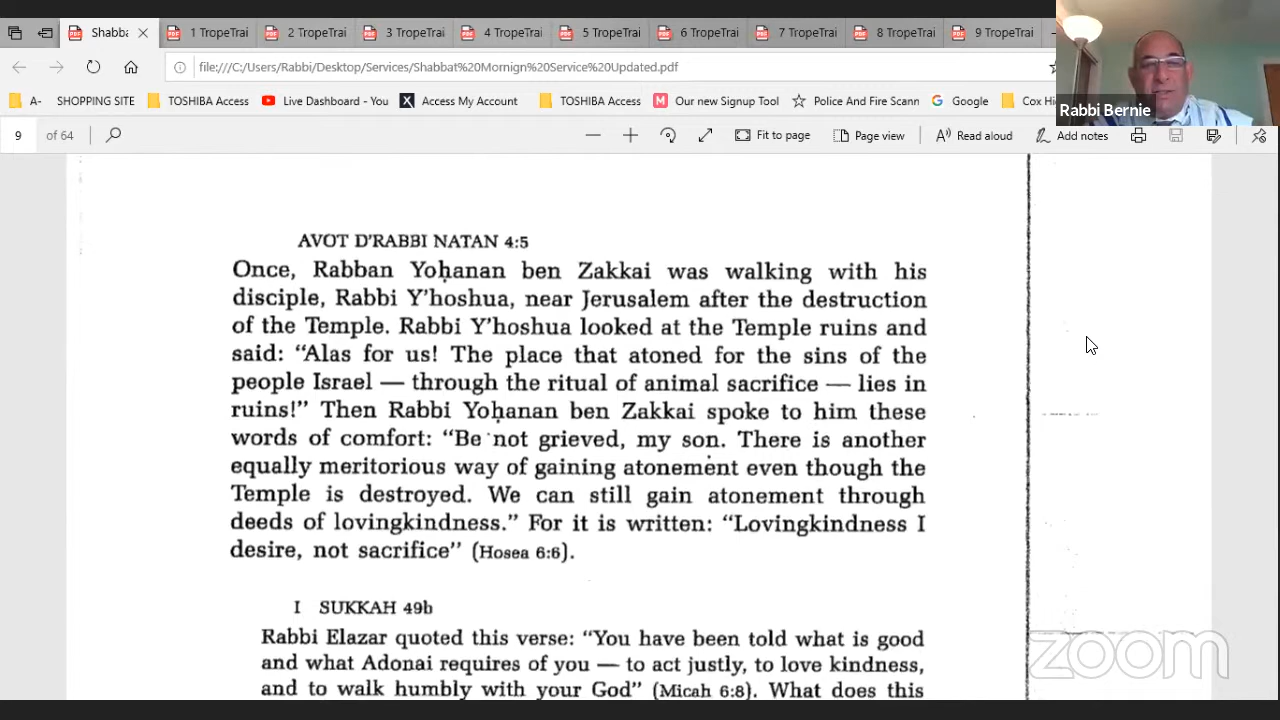 Shabba
1 TropeTrai
2 TropeTrai
3 TropeTrai
4 TropeTrai
5 TropeTrai
6 TropeTrai
7 TropeTrai
8 TropeTrai
9 TropeTrai
file:///C:/Users/Rabbi/Desktop/Services/Shabbat%20Mornign%20Service%20Updated.pdf
A- SHOPPING SITE TOSHIBA Access Live Dashboard - You Access My Account TOSHIBA Access Our new Signup Tool Police And Fire Scann Google Cox Hi
Rabbi Bernie
9 of 64 Fit to page Page view Read aloud Add notes
AVOT D'RABBI NATAN 4:5
Once, Rabban Yoḥanan ben Zakkai was walking with his
disciple, Rabbi Y'hoshua, near Jerusalem after the destruction
of the Temple. Rabbi Y'hoshua looked at the Temple ruins and
said: "Alas for us! The place that atoned for the sins of the
people Israel — through the ritual of animal sacrifice — lies in
ruins!" Then Rabbi Yoḥanan ben Zakkai spoke to him these
words of comfort: "Be not grieved, my son. There is another
equally meritorious way of gaining atonement even though the
Temple is destroyed. We can still gain atonement through
deeds of lovingkindness." For it is written: "Lovingkindness I
desire, not sacrifice" (Hosea 6:6).
I SUKKAH 49b
Rabbi Elazar quoted this verse: "You have been told what is good
and what Adonai requires of you — to act justly, to love kindness,
and to walk humbly with your God" (Micah 6:8). What does this
zoom